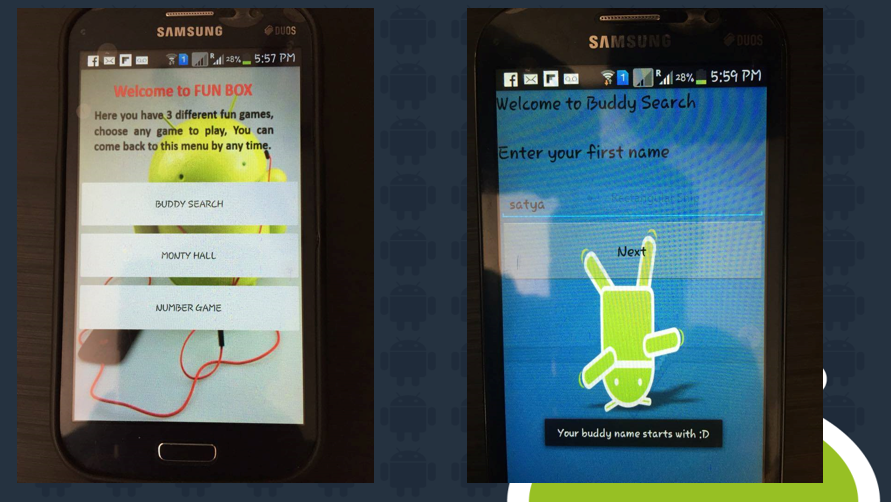 SAMSUNG
DUOS
28% 5:57 PM
Welcome to FUN BOX
Here you have 3 different fun games,
choose any game to play, You can
come back to this menu by any time.
BUDDY SEARCH
MONTY HALL
NUMBER GAME
SAMSUNG
DUOS
1 R 28% 5:59 PM
Welcome to Buddy Search
Enter your first name
satya
Next
Your buddy name starts with :D